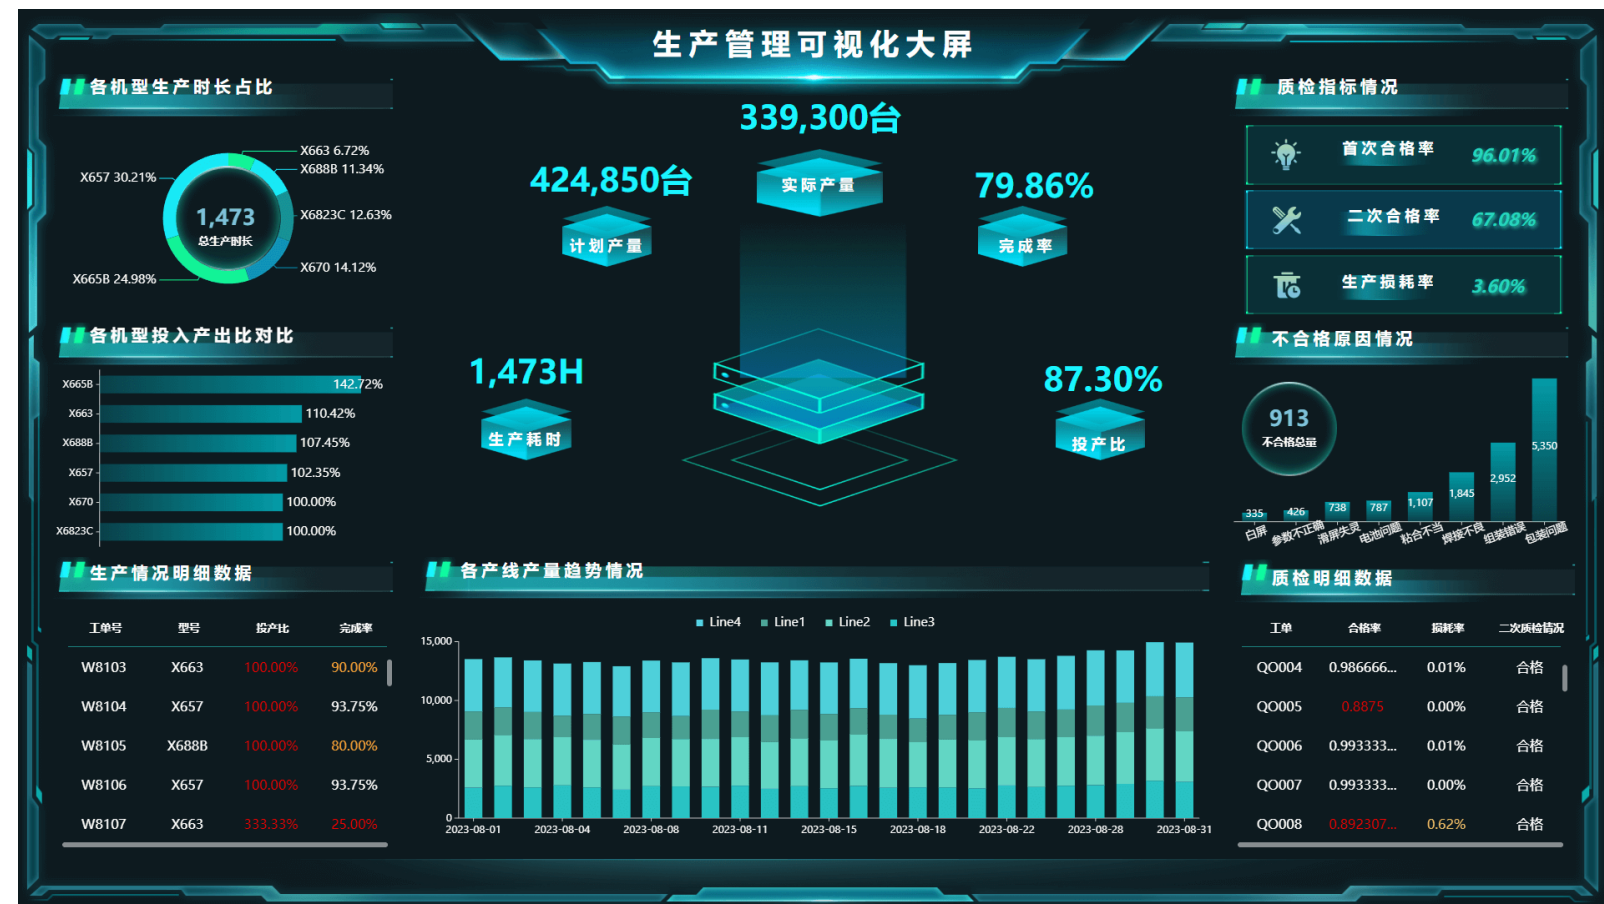 生产管理可视化大屏
各机型生产时长占比
X663 6.72%
X688B 11.34%
X657 30.21%
X6823C 12.63%
1,473
总生产时长
X670 14.12%
X665B 24.98%
339,300台
实际产量
424,850台
计划产量
79.86%
完成率
1,473H
生产耗时
87.30%
投产比
质检指标情况
首次合格率 96.01%
二次合格率 67.08%
生产损耗率 3.60%
各机型投入产出比对比
X665B 142.72%
X663 110.42%
X688B 107.45%
X657 102.35%
X670 100.00%
X6823C 100.00%
不合格原因情况
913
不合格总量
335 426 738 787 1,107 1,845 2,952 5,350
白屏 参数不正确 滑屏失灵 电池问题 粘合不当 焊接不良 组装错误 包装问题
生产情况明细数据
工单号 型号 投产比 完成率
W8103 X663 100.00% 90.00%
W8104 X657 100.00% 93.75%
W8105 X688B 100.00% 80.00%
W8106 X657 100.00% 93.75%
W8107 X663 333.33% 25.00%
各产线产量趋势情况
Line4 Line1 Line2 Line3
15,000
10,000
5,000
0
2023-08-01 2023-08-04 2023-08-08 2023-08-11 2023-08-15 2023-08-18 2023-08-22 2023-08-28 2023-08-31
质检明细数据
工单 合格率 损耗率 二次质检情况
QO004 0.986666... 0.01% 合格
QO005 0.8875 0.00% 合格
QO006 0.993333... 0.01% 合格
QO007 0.993333... 0.00% 合格
QO008 0.892307... 0.62% 合格